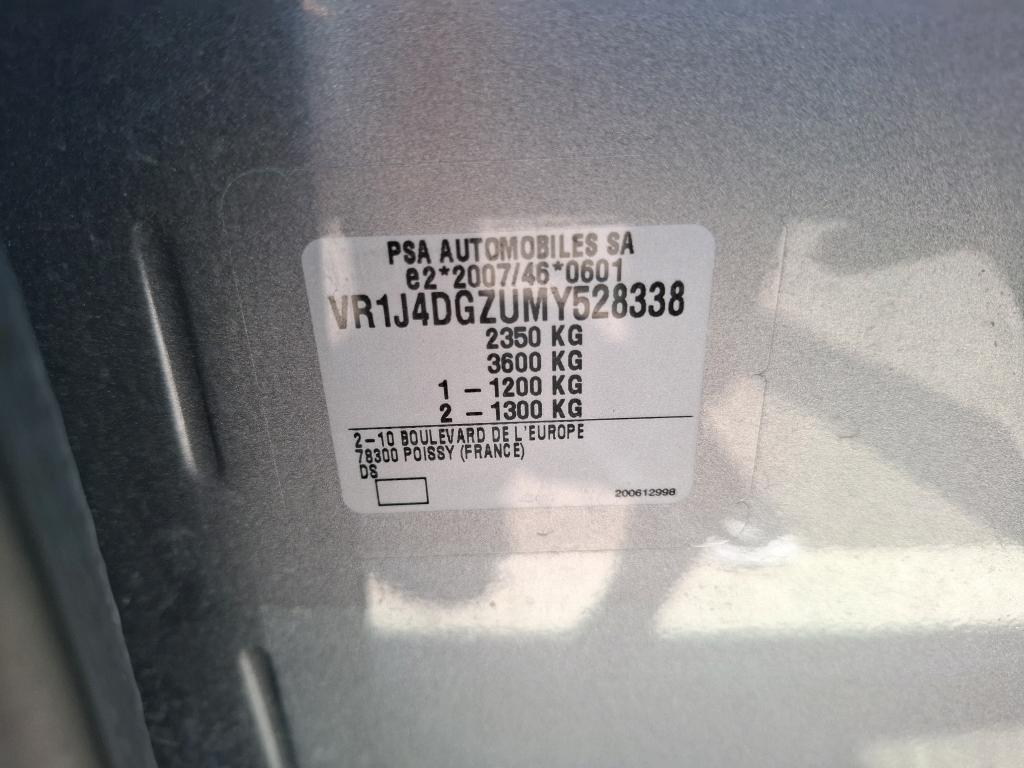 PSA AUTOMOBILES SA
e2*2007/46*0601
VR1J4DGZUMY528338
2350 KG
3600 KG
1 – 1200 KG
2 – 1300 KG
2–10 BOULEVARD DE L'EUROPE
78300 POISSY (FRANCE)
DS
200612998